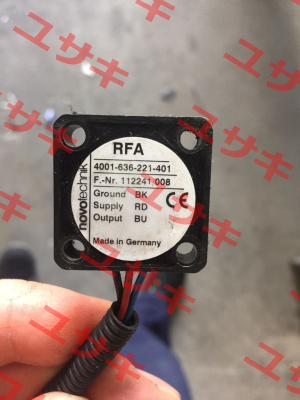 ユサキ
novotechnik
RFA
4001-636-221-401
F.-Nr. 112241 008
Ground BK
Supply RD
Output BU
CE
Made in Germany
ユサキ
ユサキ
ユサキ
ユサキ
ユサキ